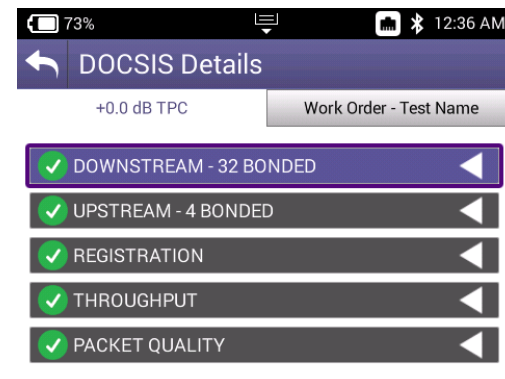 73%
12:36 AM
DOCSIS Details
+0.0 dB TPC
Work Order - Test Name
DOWNSTREAM - 32 BONDED
UPSTREAM - 4 BONDED
REGISTRATION
THROUGHPUT
PACKET QUALITY